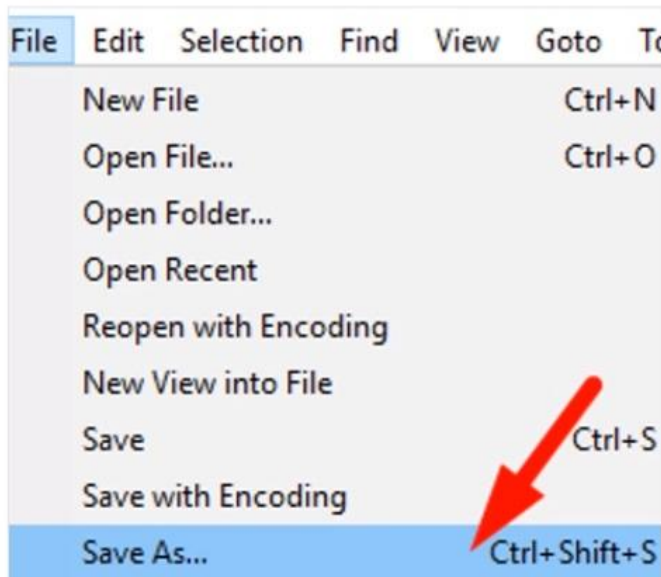 File Edit Selection Find View Goto
New File Ctrl+N
Open File... Ctrl+O
Open Folder...
Open Recent
Reopen with Encoding
New View into File
Save Ctrl+S
Save with Encoding
Save As... Ctrl+Shift+S